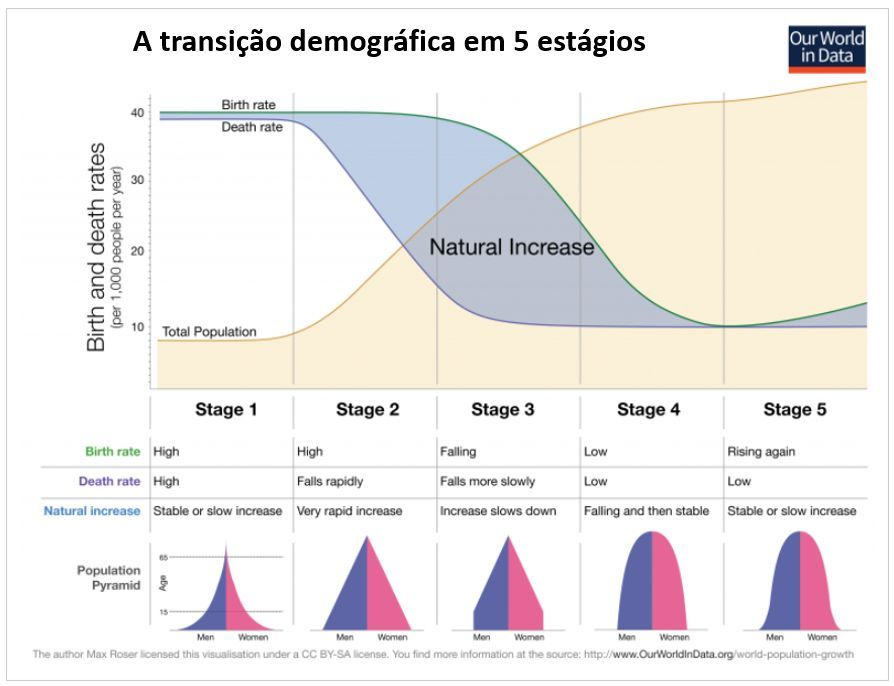 A transição demográfica em 5 estágios
Our World
in Data
Birth and death rates
(per 1,000 people per year)
40
30
20
10
Birth rate
Death rate
Natural Increase
Total Population
Stage 1 Stage 2 Stage 3 Stage 4 Stage 5
Birth rate High High Falling Low Rising again
Death rate High Falls rapidly Falls more slowly Low Low
Natural increase Stable or slow increase Very rapid increase Increase slows down Falling and then stable Stable or slow increase
Population
Pyramid
65
Age
15
Men Women Men Women Men Women Men Women Men Women
The author Max Roser licensed this visualisation under a CC BY-SA license. You find more information at the source: http://www.OurWorldInData.org/world-population-growth